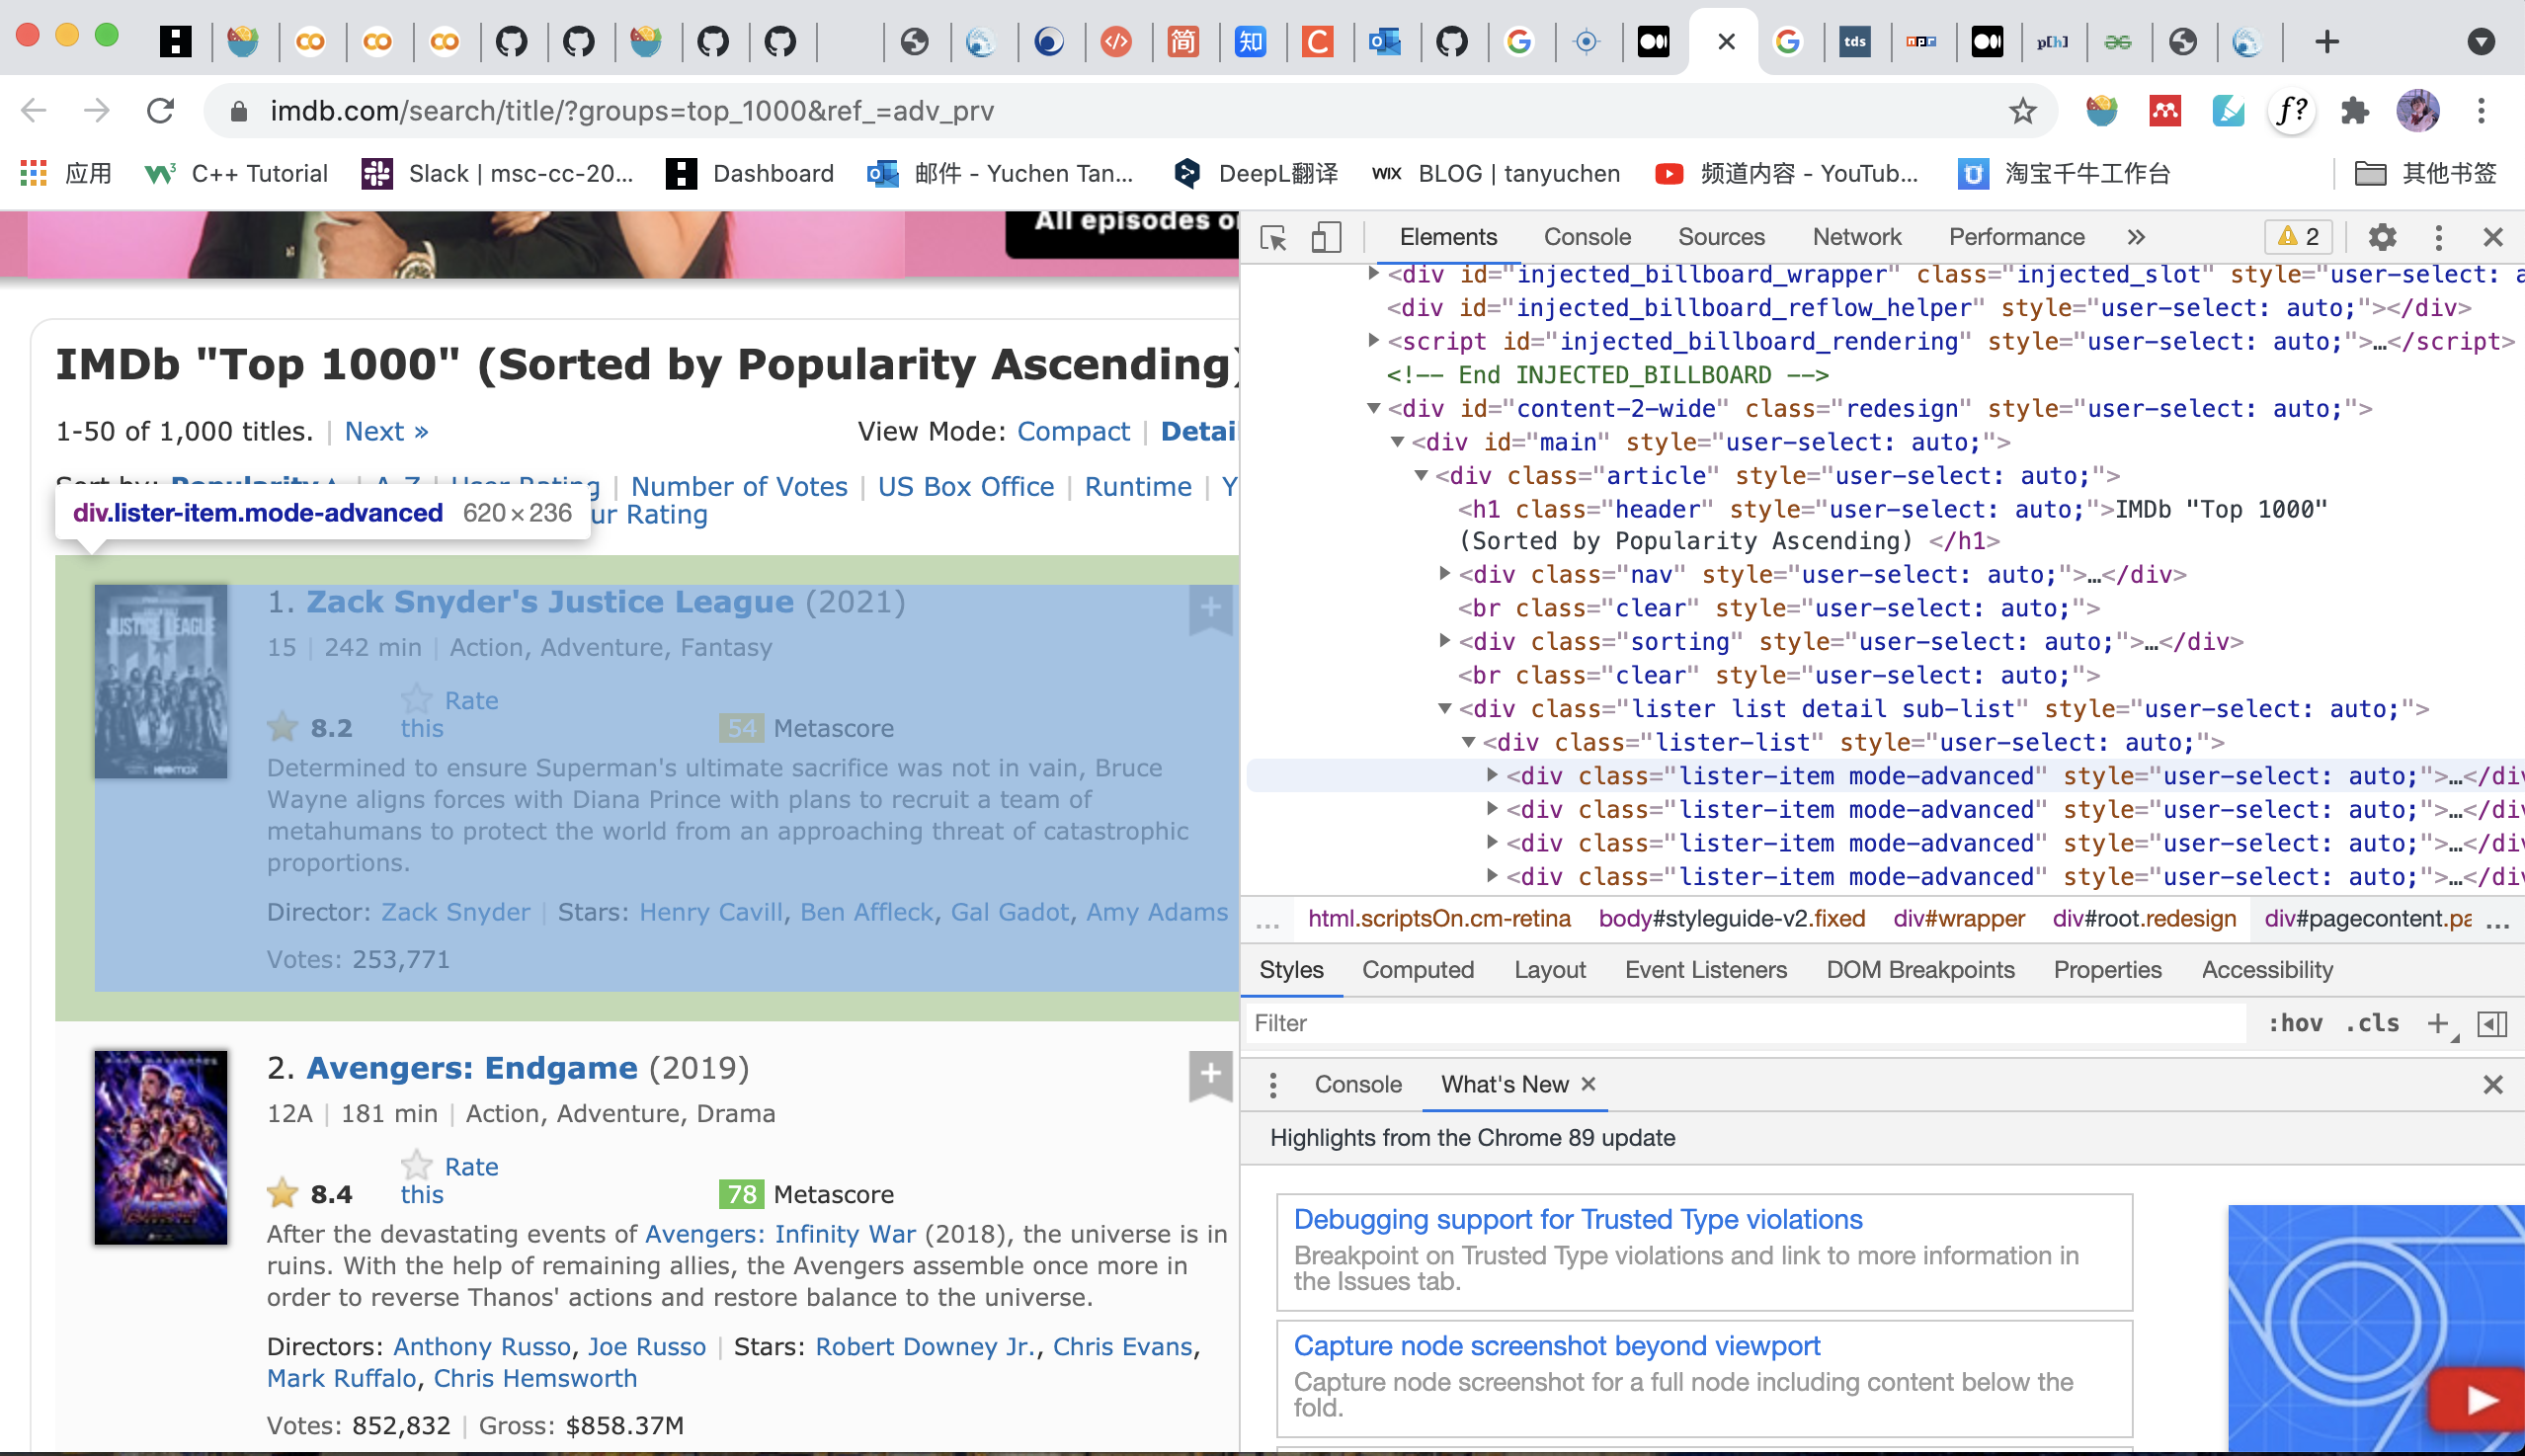 简 知 C tds npr p[h]
imdb.com/search/title/?groups=top_1000&ref_=adv_prv
f?
应用 C++ Tutorial Slack | msc-cc-20... Dashboard 邮件 - Yuchen Tan... DeepL翻译 WIX BLOG | tanyuchen 频道内容 - YouTub... 淘宝千牛工作台 其他书签
All episodes o
IMDb "Top 1000" (Sorted by Popularity Ascending)
1-50 of 1,000 titles. | Next » View Mode: Compact | Detai
Sort by: Popularity▲ | A-Z | User Rating | Number of Votes | US Box Office | Runtime | Y
ur Rating
div.lister-item.mode-advanced 620×236
JUSTICE LEAGUE
1. Zack Snyder's Justice League (2021)
15 | 242 min | Action, Adventure, Fantasy
8.2 Rate this 54 Metascore
Determined to ensure Superman's ultimate sacrifice was not in vain, Bruce
Wayne aligns forces with Diana Prince with plans to recruit a team of
metahumans to protect the world from an approaching threat of catastrophic
proportions.
Director: Zack Snyder | Stars: Henry Cavill, Ben Affleck, Gal Gadot, Amy Adams
Votes: 253,771
2. Avengers: Endgame (2019)
12A | 181 min | Action, Adventure, Drama
8.4 Rate this 78 Metascore
After the devastating events of Avengers: Infinity War (2018), the universe is in
ruins. With the help of remaining allies, the Avengers assemble once more in
order to reverse Thanos' actions and restore balance to the universe.
Directors: Anthony Russo, Joe Russo | Stars: Robert Downey Jr., Chris Evans,
Mark Ruffalo, Chris Hemsworth
Votes: 852,832 | Gross: $858.37M
Elements Console Sources Network Performance » 2
<div id="injected_billboard_wrapper" class="injected_slot" style="user-select: a
<div id="injected_billboard_reflow_helper" style="user-select: auto;"></div>
<script id="injected_billboard_rendering" style="user-select: auto;">…</script>
<!-- End INJECTED_BILLBOARD -->
<div id="content-2-wide" class="redesign" style="user-select: auto;">
<div id="main" style="user-select: auto;">
<div class="article" style="user-select: auto;">
<h1 class="header" style="user-select: auto;">IMDb "Top 1000"
(Sorted by Popularity Ascending) </h1>
<div class="nav" style="user-select: auto;">…</div>
<br class="clear" style="user-select: auto;">
<div class="sorting" style="user-select: auto;">…</div>
<br class="clear" style="user-select: auto;">
<div class="lister list detail sub-list" style="user-select: auto;">
<div class="lister-list" style="user-select: auto;">
<div class="lister-item mode-advanced" style="user-select: auto;">…</div
<div class="lister-item mode-advanced" style="user-select: auto;">…</div
<div class="lister-item mode-advanced" style="user-select: auto;">…</div
<div class="lister-item mode-advanced" style="user-select: auto;">…</div
... html.scriptsOn.cm-retina body#styleguide-v2.fixed div#wrapper div#root.redesign div#pagecontent.pa ...
Styles Computed Layout Event Listeners DOM Breakpoints Properties Accessibility
Filter :hov .cls +
Console What's New ×
Highlights from the Chrome 89 update
Debugging support for Trusted Type violations
Breakpoint on Trusted Type violations and link to more information in
the Issues tab.
Capture node screenshot beyond viewport
Capture node screenshot for a full node including content below the
fold.